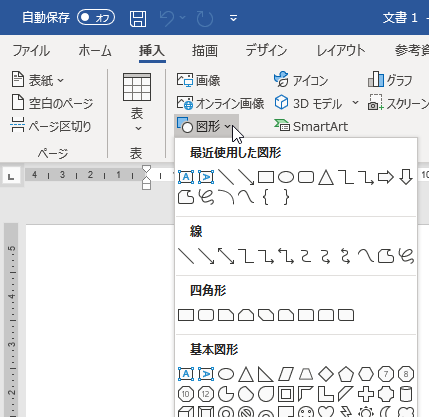 自動保存 オフ 文書 1
ファイル ホーム 挿入 描画 デザイン レイアウト 参考資
表紙 画像 アイコン グラフ
空白のページ オンライン画像 3D モデル スクリーン
ページ区切り 表 図形 SmartArt
ページ 表
最近使用した図形
線
四角形
基本図形